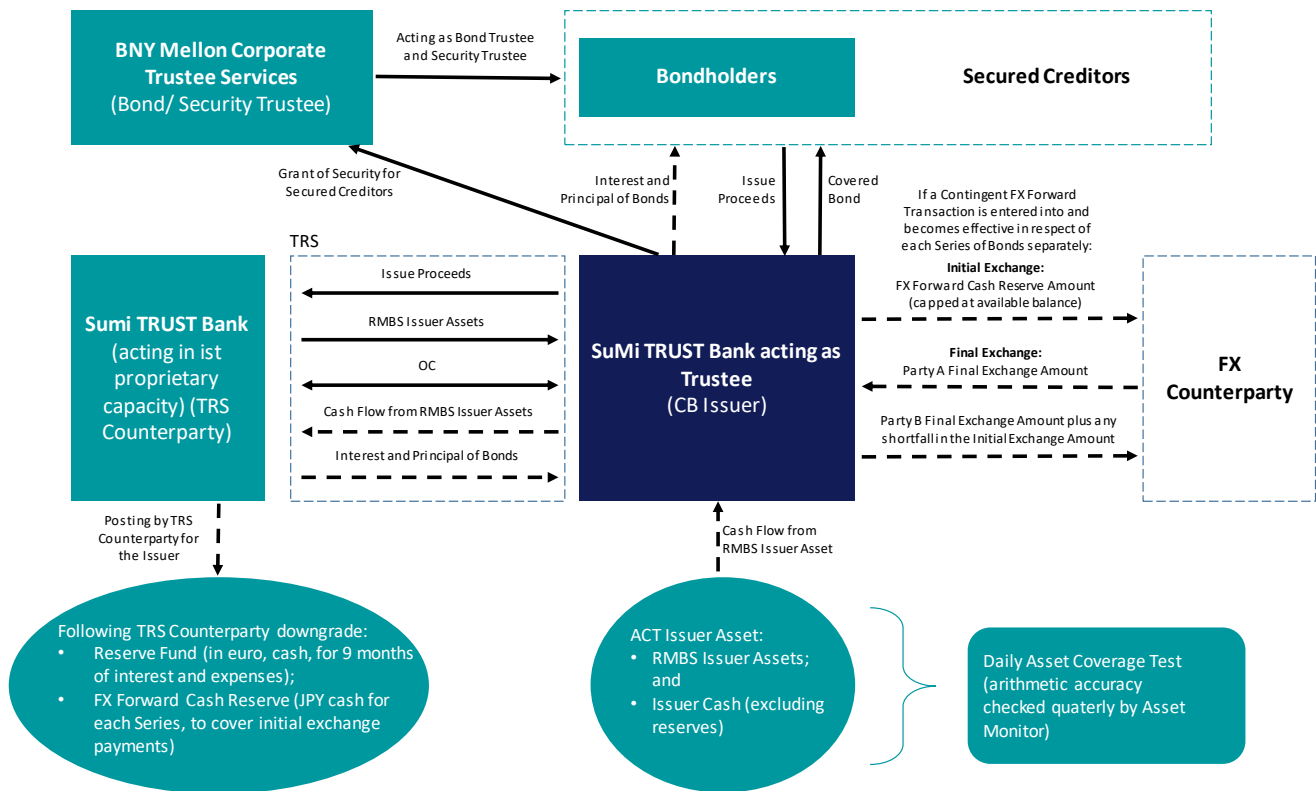 BNY Mellon Corporate
Trustee Services
(Bond/ Security Trustee)
Acting as Bond Trustee
and Security Trustee
Bondholders
Secured Creditors
Grant of Security for
Secured Creditors
Interest and
Principal of Bonds
Issue
Proceeds
Covered
Bond
If a Contingent FX Forward
Transaction is entered into and
becomes effective in respect of
each Series of Bonds separately:
Initial Exchange:
FX Forward Cash Reserve Amount
(capped at available balance)
Final Exchange:
Party A Final Exchange Amount
Party B Final Exchange Amount plus any
shortfall in the Initial Exchange Amount
FX
Counterparty
TRS
Issue Proceeds
RMBS Issuer Assets
OC
Cash Flow from RMBS Issuer Assets
Interest and Principal of Bonds
Sumi TRUST Bank
(acting in ist
proprietary
capacity) (TRS
Counterparty)
SuMi TRUST Bank acting as
Trustee
(CB Issuer)
Posting by TRS
Counterparty for
the Issuer
Cash Flow from
RMBS Issuer Asset
Following TRS Counterparty downgrade:
• Reserve Fund (in euro, cash, for 9 months
of interest and expenses);
• FX Forward Cash Reserve (JPY cash for
each Series, to cover initial exchange
payments)
ACT Issuer Asset:
• RMBS Issuer Assets;
and
• Issuer Cash (excluding
reserves)
Daily Asset Coverage Test
(arithmetic accuracy
checked quaterly by Asset
Monitor)